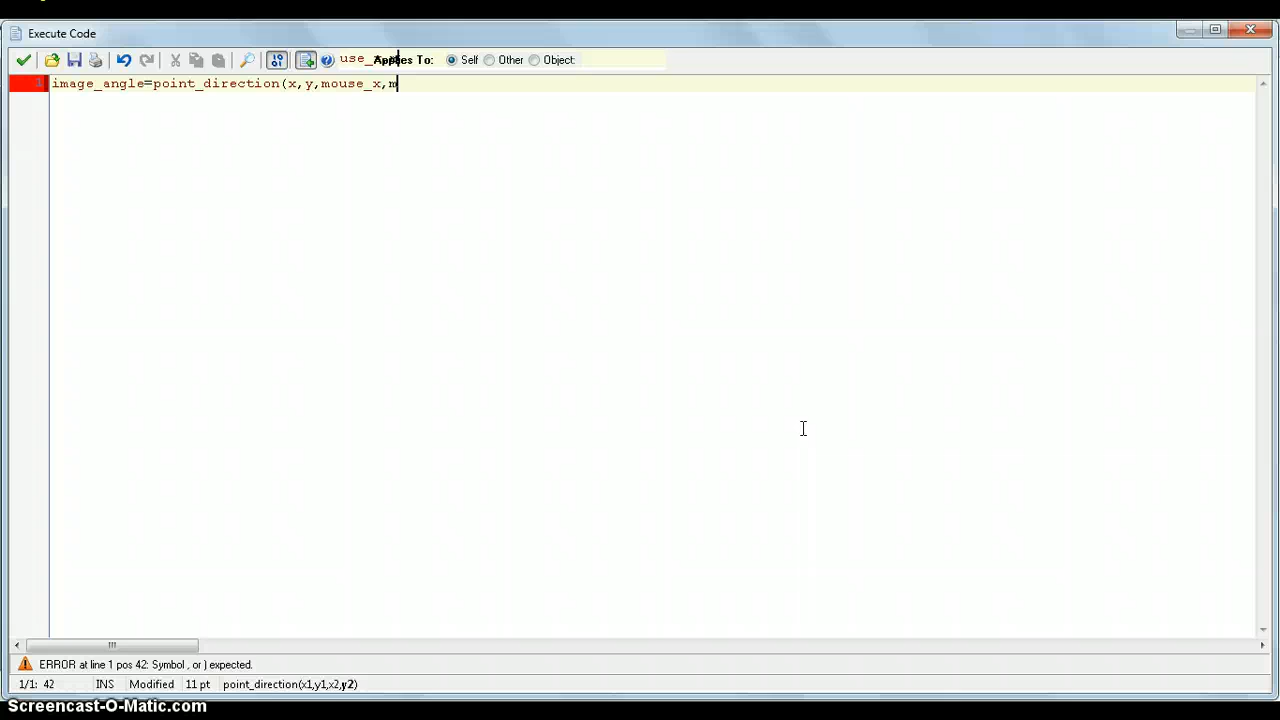 Execute Code
use_ Applies To: Self Other Object:
1 image_angle=point_direction(x,y,mouse_x,m
ERROR at line 1 pos 42: Symbol , or ) expected.
1/1: 42 INS Modified 11 pt point_direction(x1,y1,x2,y2)
Screencast-O-Matic.com